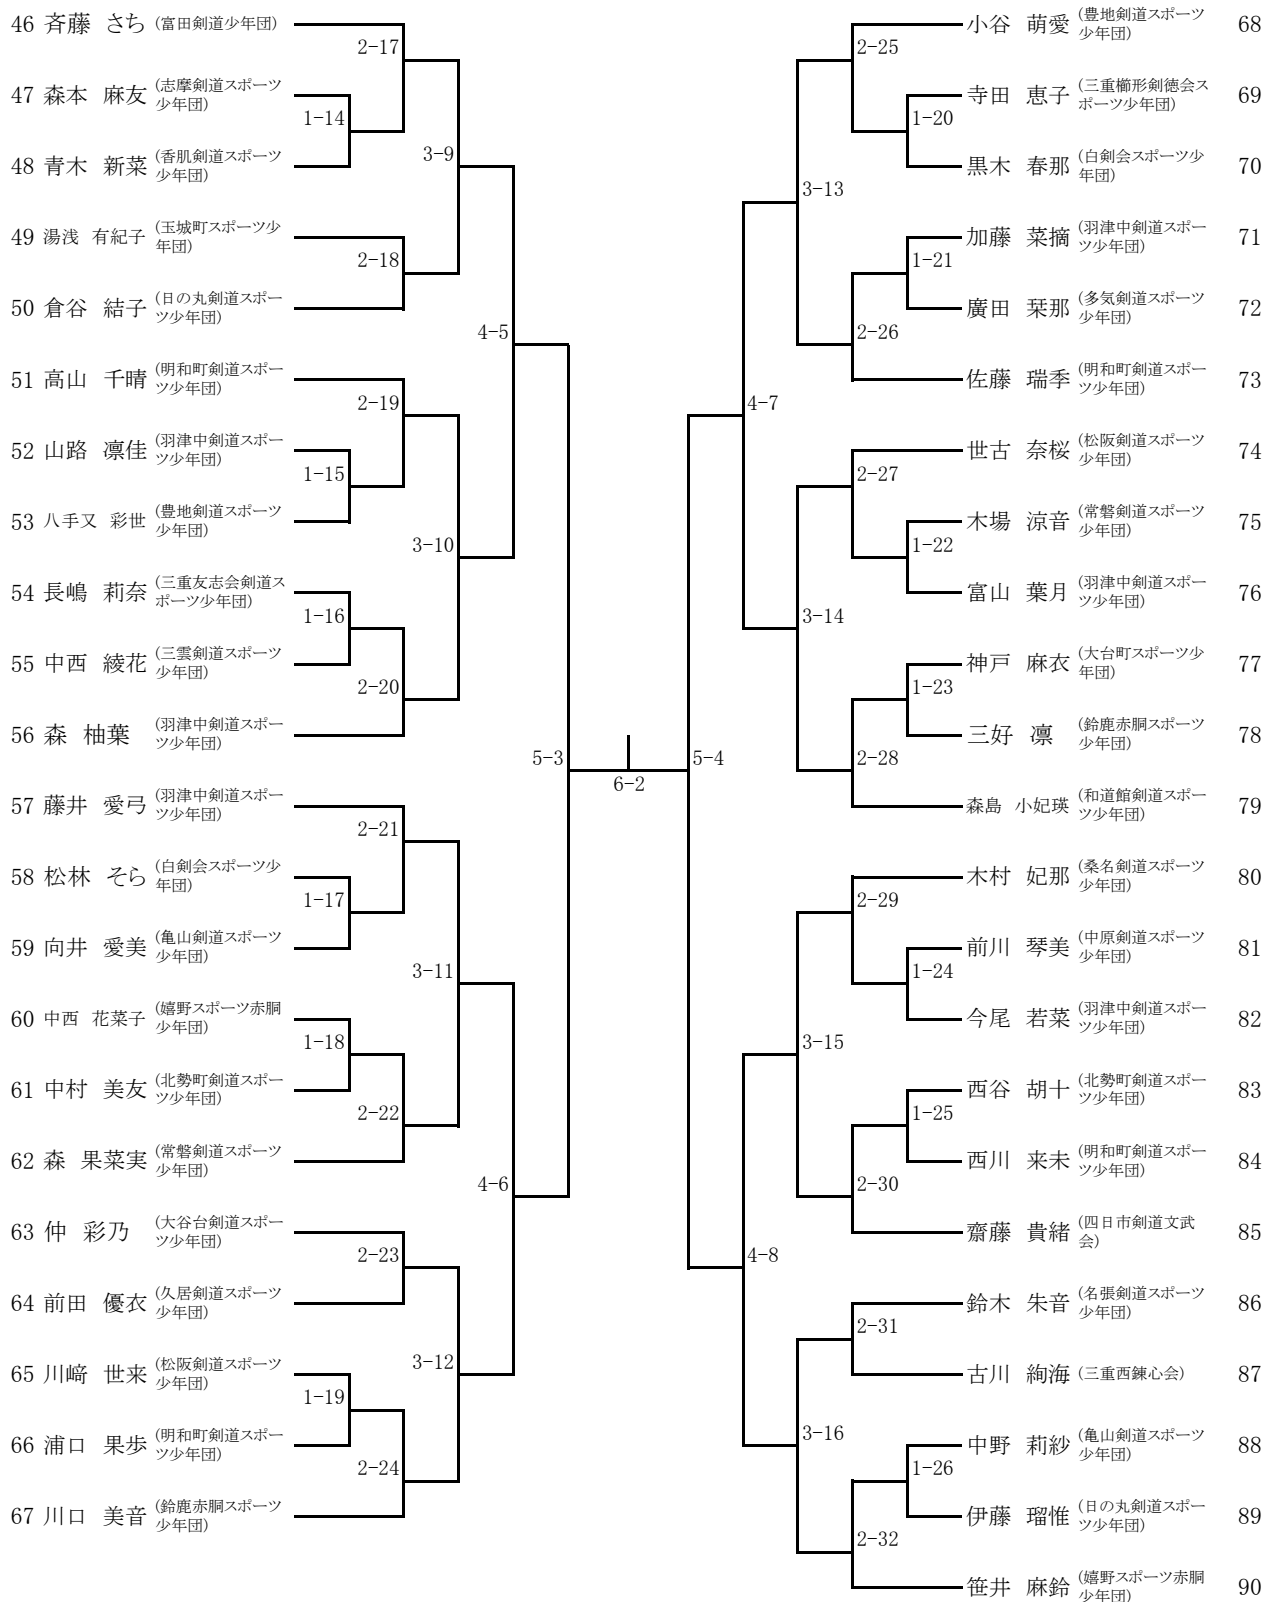 46 斉藤 さち (富田剣道少年団)
2-17
47 森本 麻友 (志摩剣道スポーツ
少年団)
1-14
48 青木 新菜 (香肌剣道スポーツ
少年団)
3-9
49 湯浅 有紀子 (玉城町スポーツ少
年団)
2-18
50 倉谷 結子 (日の丸剣道スポー
ツ少年団)
4-5
51 高山 千晴 (明和町剣道スポー
ツ少年団)
2-19
52 山路 凛佳 (羽津中剣道スポー
ツ少年団)
1-15
53 八手又 彩世 (豊地剣道スポーツ
少年団)
3-10
54 長嶋 莉奈 (三重友志会剣道ス
ポーツ少年団)
1-16
55 中西 綾花 (三雲剣道スポーツ
少年団)
2-20
56 森 柚葉 (羽津中剣道スポー
ツ少年団)
5-3
57 藤井 愛弓 (羽津中剣道スポー
ツ少年団)
2-21
58 松林 そら (白剣会スポーツ少
年団)
1-17
59 向井 愛美 (亀山剣道スポーツ
少年団)
3-11
60 中西 花菜子 (嬉野スポーツ赤胴
少年団)
1-18
61 中村 美友 (北勢町剣道スポー
ツ少年団)
2-22
62 森 果菜実 (常磐剣道スポーツ
少年団)
4-6
63 仲 彩乃 (大谷台剣道スポー
ツ少年団)
2-23
64 前田 優衣 (久居剣道スポーツ
少年団)
3-12
65 川﨑 世来 (松阪剣道スポーツ
少年団)
1-19
66 浦口 果歩 (明和町剣道スポー
ツ少年団)
2-24
67 川口 美音 (鈴鹿赤胴スポーツ
少年団)
6-2
小谷 萌愛 (豊地剣道スポーツ 68
少年団)
2-25
寺田 恵子 (三重櫛形剣徳会ス 69
ポーツ少年団)
1-20
黒木 春那 (白剣会スポーツ少 70
年団)
3-13
加藤 菜摘 (羽津中剣道スポー 71
ツ少年団)
1-21
廣田 栞那 (多気剣道スポーツ 72
少年団)
2-26
佐藤 瑞季 (明和町剣道スポー 73
ツ少年団)
4-7
世古 奈桜 (松阪剣道スポーツ 74
少年団)
2-27
木場 涼音 (常磐剣道スポーツ 75
少年団)
1-22
富山 葉月 (羽津中剣道スポー 76
ツ少年団)
3-14
神戸 麻衣 (大台町スポーツ少 77
年団)
1-23
三好 凛 (鈴鹿赤胴スポーツ 78
少年団)
2-28
5-4
森島 小妃瑛 (和道館剣道スポー 79
ツ少年団)
木村 妃那 (桑名剣道スポーツ 80
少年団)
2-29
前川 琴美 (中原剣道スポーツ 81
少年団)
1-24
今尾 若菜 (羽津中剣道スポー 82
ツ少年団)
3-15
西谷 胡十 (北勢町剣道スポー 83
ツ少年団)
1-25
西川 来未 (明和町剣道スポー 84
ツ少年団)
2-30
齋藤 貴緒 (四日市剣道文武 85
会)
4-8
鈴木 朱音 (名張剣道スポーツ 86
少年団)
2-31
古川 絢海 (三重西錬心会) 87
3-16
中野 莉紗 (亀山剣道スポーツ 88
少年団)
1-26
伊藤 瑠惟 (日の丸剣道スポー 89
ツ少年団)
2-32
笹井 麻鈴 (嬉野スポーツ赤胴 90
少年団)